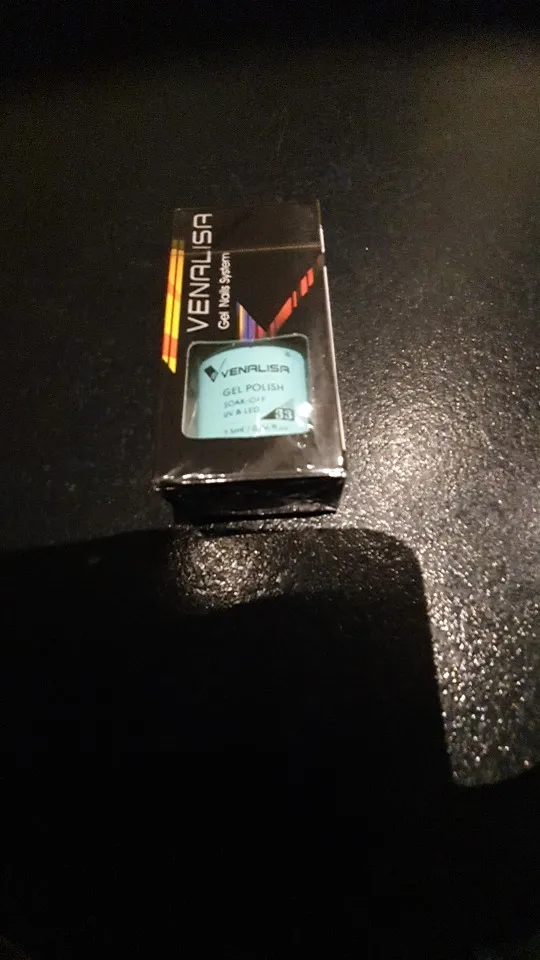 VENALISA
Gel Nails System
VENALISA
GEL POLISH
SOAK-OFF
UV & LED
33